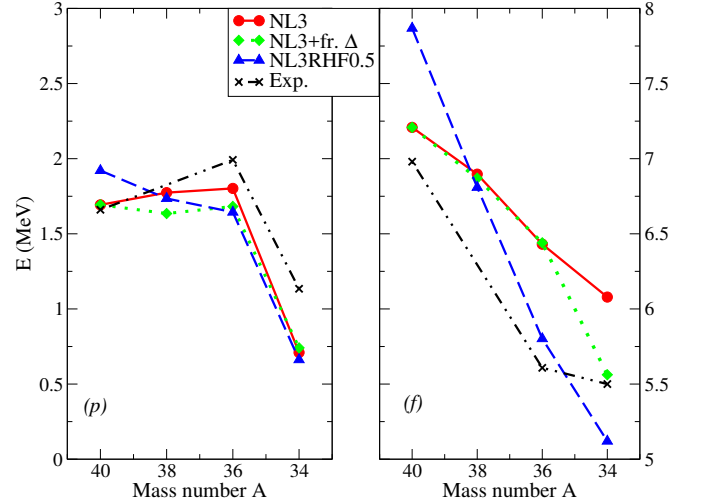 NL3
NL3+fr. Δ
NL3RHF0.5
Exp.
3
2.5
2
1.5
1
0.5
0
E (MeV)
(p)
40
38
36
34
Mass number A
8
7.5
7
6.5
6
5.5
5
(f)
40
38
36
34
Mass number A